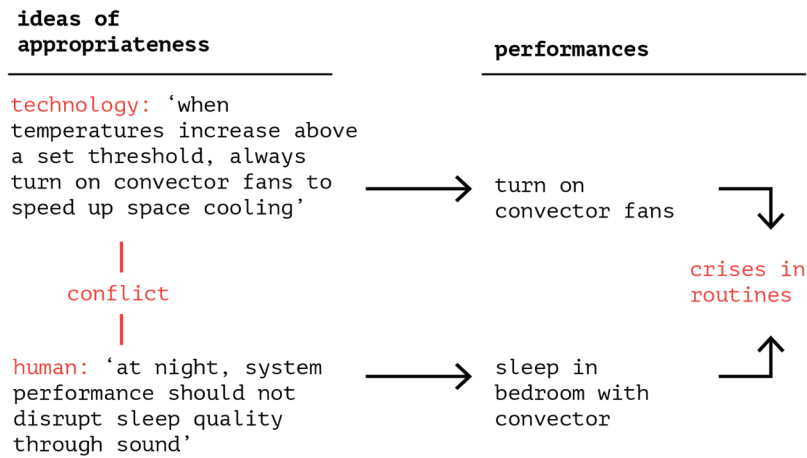 ideas of
appropriateness
performances
technology: ‘when
temperatures increase above
a set threshold, always
turn on convector fans to
speed up space cooling’
turn on
convector fans
crises in
routines
conflict
human: ‘at night, system
performance should not
disrupt sleep quality
through sound’
sleep in
bedroom with
convector